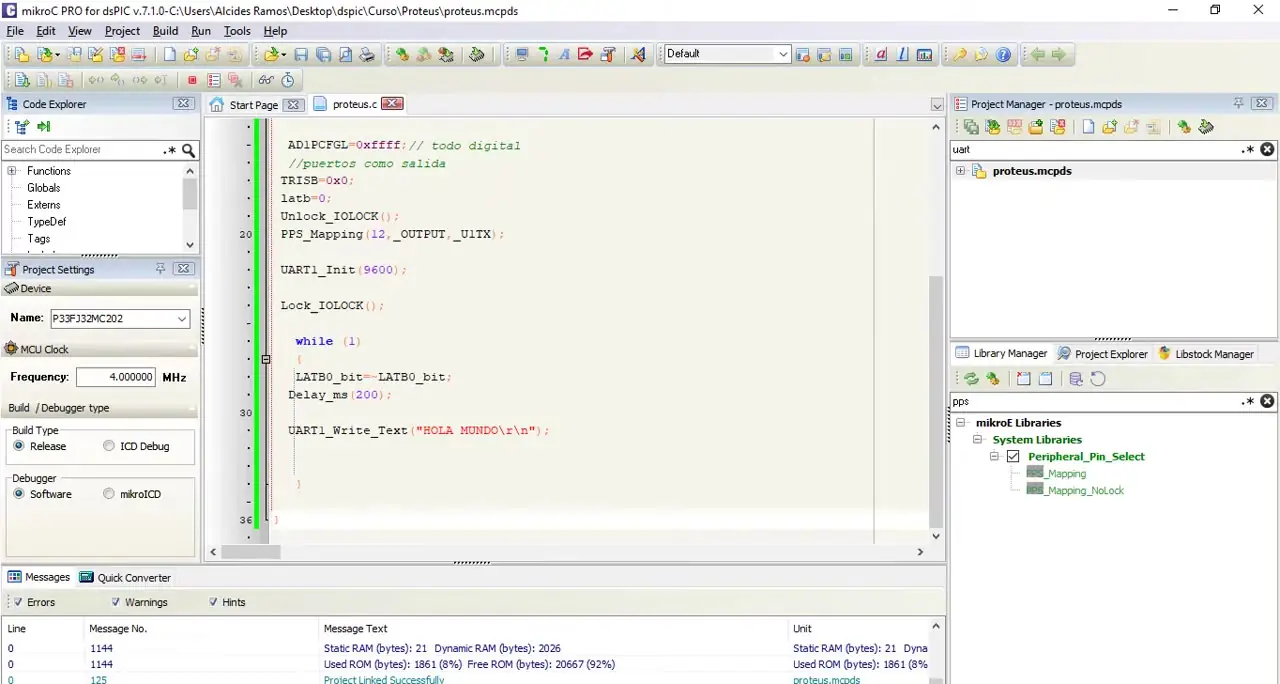 mikroC PRO for dsPIC v.7.1.0-C:\Users\Alcides Ramos\Desktop\dspic\Curso\Proteus\proteus.mcpds
File Edit View Project Build Run Tools Help
Default
Code Explorer
Start Page
proteus.c
Project Manager - proteus.mcpds
Search Code Explorer
.*
uart
.*
Functions
Globals
Externs
TypeDef
Tags
proteus.mcpds
AD1PCFGL=0xffff;// todo digital
//puertos como salida
TRISB=0x0;
latb=0;
Unlock_IOLOCK();
20 PPS_Mapping(12,_OUTPUT,_U1TX);
UART1_Init(9600);
Lock_IOLOCK();
while (1)
{
LATB0_bit=~LATB0_bit;
Delay_ms(200);
30
UART1_Write_Text("HOLA MUNDO\r\n");
}
36 }
Project Settings
Device
Name: P33FJ32MC202
MCU Clock
Frequency: 4.000000 MHz
Build / Debugger type
Build Type
Release ICD Debug
Debugger
Software mikroICD
Library Manager Project Explorer Libstock Manager
pps
.*
mikroE Libraries
System Libraries
Peripheral_Pin_Select
PPS_Mapping
PPS_Mapping_NoLock
Messages Quick Converter
Errors Warnings Hints
Line Message No. Message Text Unit
0 1144 Static RAM (bytes): 21 Dynamic RAM (bytes): 2026 Static RAM (bytes): 21 Dyna
0 1144 Used ROM (bytes): 1861 (8%) Free ROM (bytes): 20667 (92%) Used ROM (bytes): 1861 (8%
0 125 Project Linked Successfully proteus.mcpds